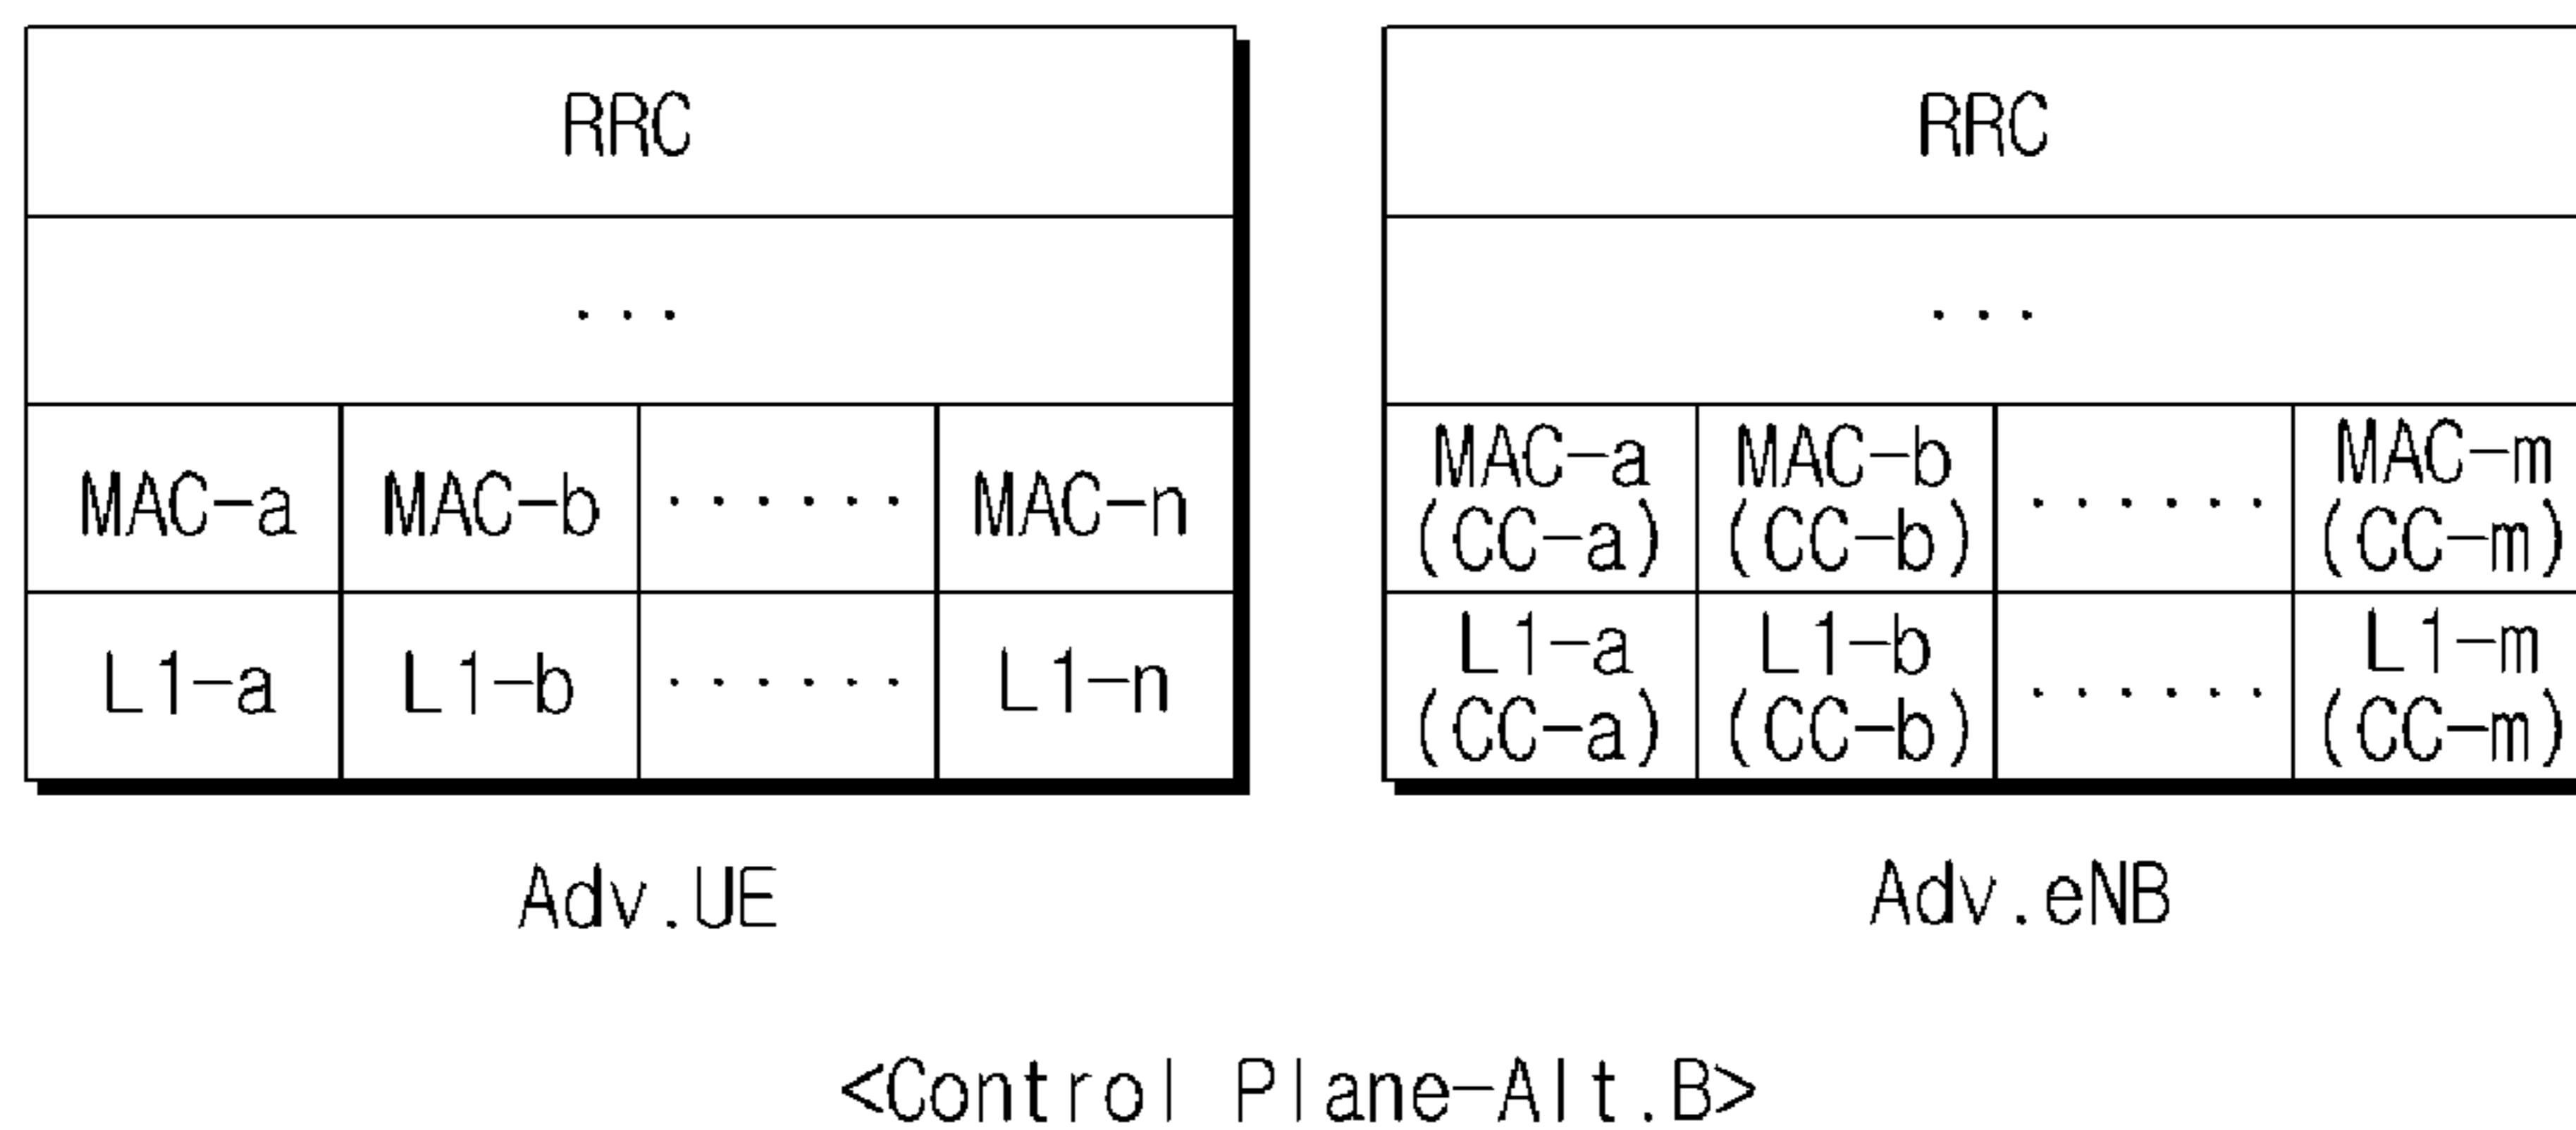 RRC
...
MAC-a MAC-b ...... MAC-n
L1-a L1-b ...... L1-n
Adv.UE
RRC
...
MAC-a (CC-a) MAC-b (CC-b) ...... MAC-m (CC-m)
L1-a (CC-a) L1-b (CC-b) ...... L1-m (CC-m)
Adv.eNB
<Control Plane-Alt.B>